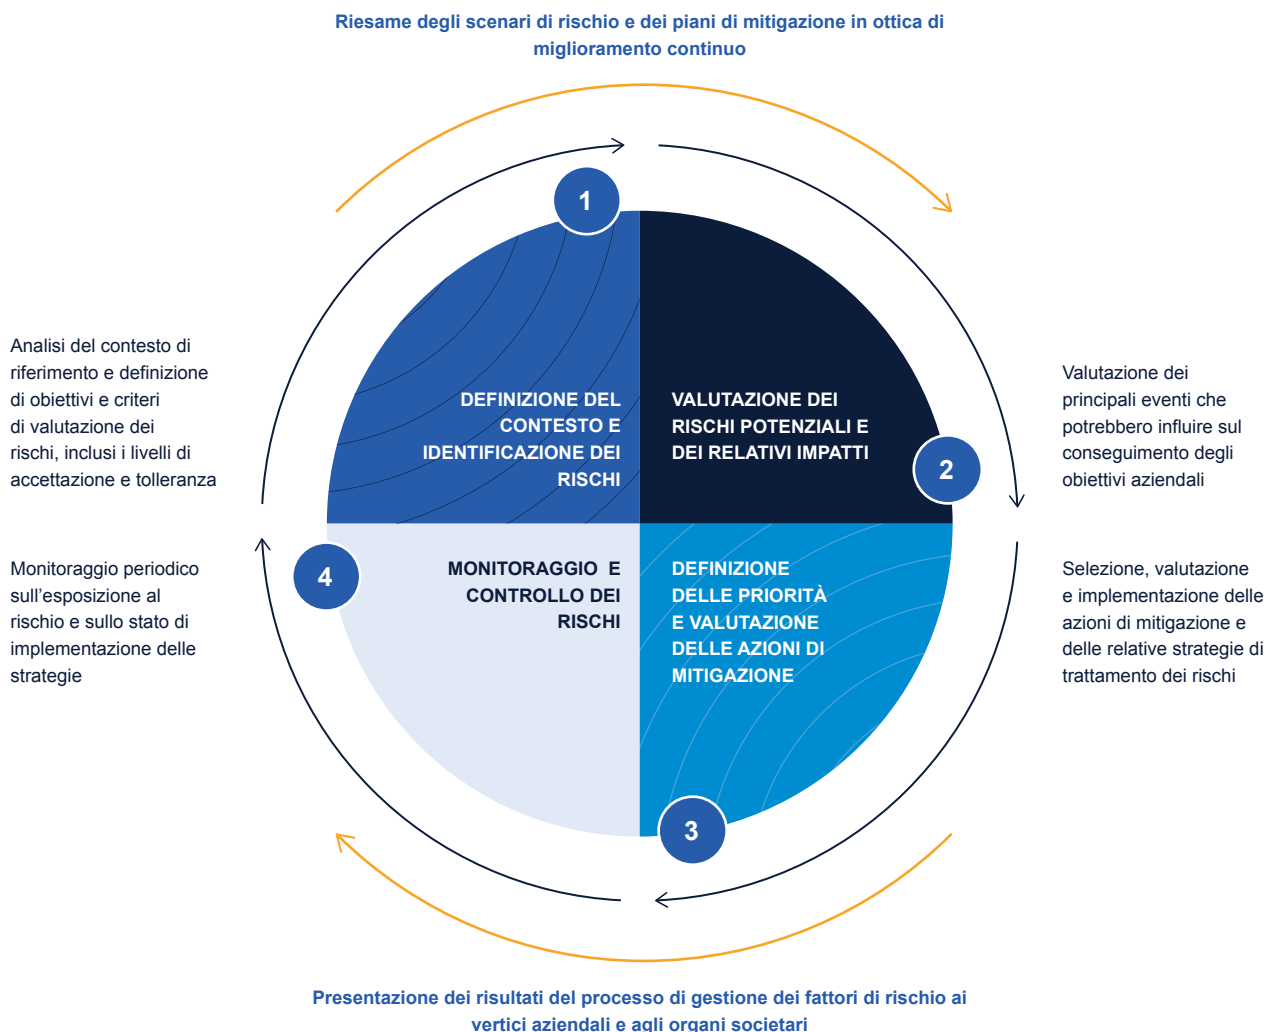 Riesame degli scenari di rischio e dei piani di mitigazione in ottica di
miglioramento continuo
1
Analisi del contesto di
riferimento e definizione
di obiettivi e criteri
di valutazione dei
rischi, inclusi i livelli di
accettazione e tolleranza
DEFINIZIONE DEL
CONTESTO E
IDENTIFICAZIONE DEI
RISCHI
VALUTAZIONE DEI
RISCHI POTENZIALI E
DEI RELATIVI IMPATTI
2
Valutazione dei
principali eventi che
potrebbero influire sul
conseguimento degli
obiettivi aziendali
Monitoraggio periodico
sull’esposizione al
rischio e sullo stato di
implementazione delle
strategie
4
MONITORAGGIO E
CONTROLLO DEI
RISCHI
DEFINIZIONE
DELLE PRIORITÀ
E VALUTAZIONE
DELLE AZIONI DI
MITIGAZIONE
3
Selezione, valutazione
e implementazione delle
azioni di mitigazione e
delle relative strategie di
trattamento dei rischi
Presentazione dei risultati del processo di gestione dei fattori di rischio ai
vertici aziendali e agli organi societari